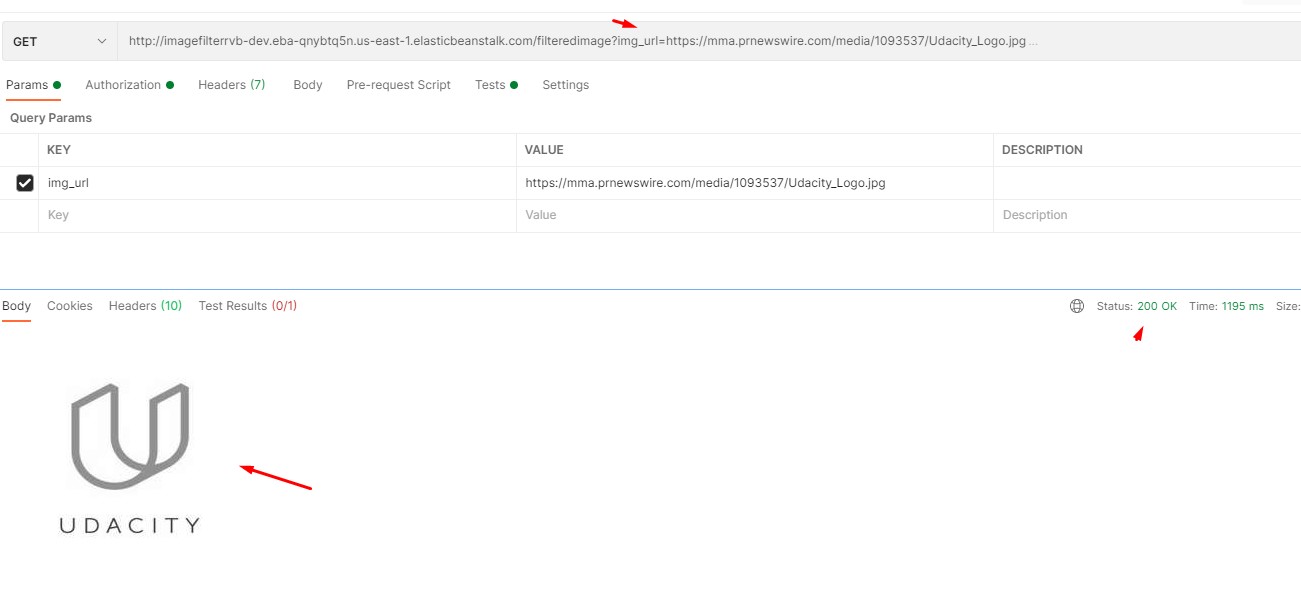 GET http://imagefilterrvb-dev.eba-qnybtq5n.us-east-1.elasticbeanstalk.com/filteredimage?img_url=https://mma.prnewswire.com/media/1093537/Udacity_Logo.jpg ...
Params Authorization Headers (7) Body Pre-request Script Tests Settings
Query Params
KEY VALUE DESCRIPTION
img_url https://mma.prnewswire.com/media/1093537/Udacity_Logo.jpg
Key Value Description
Body Cookies Headers (10) Test Results (0/1) Status: 200 OK Time: 1195 ms Size:
UDACITY